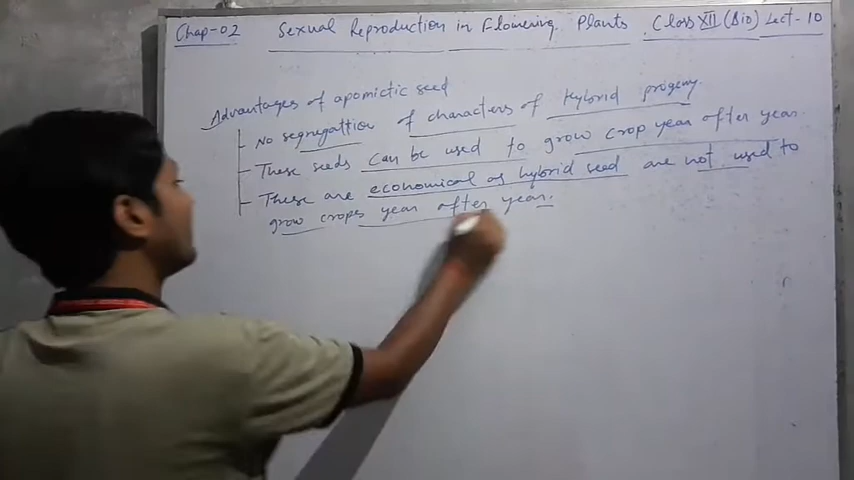 Chap-02 Sexual Reproduction in Flowering Plants Class XII (Bio) Lect-10
Advantages of apomictic seed
No segregattion of characters of Hybrid progeny.
These seeds can be used to grow crop year after year.
These are economical as hybrid seed are not used to
grow crops year after year.